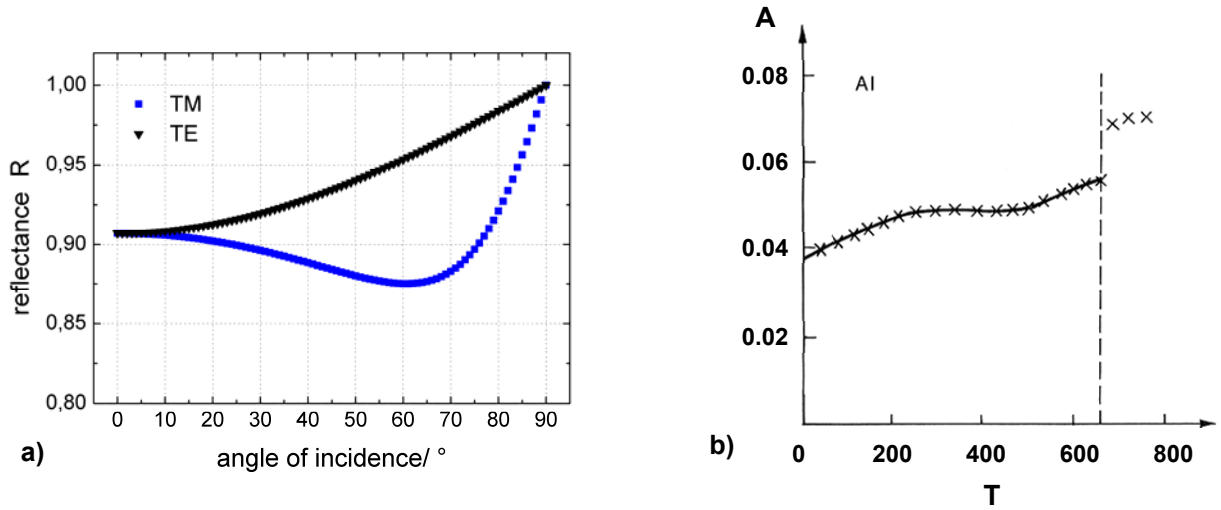 1,00
0,95
0,90
0,85
0,80
reflectance R
TM
TE
0 10 20 30 40 50 60 70 80 90
angle of incidence/ °
a)
A
0.08
0.06
0.04
0.02
Al
0 200 400 600 800
T
b)